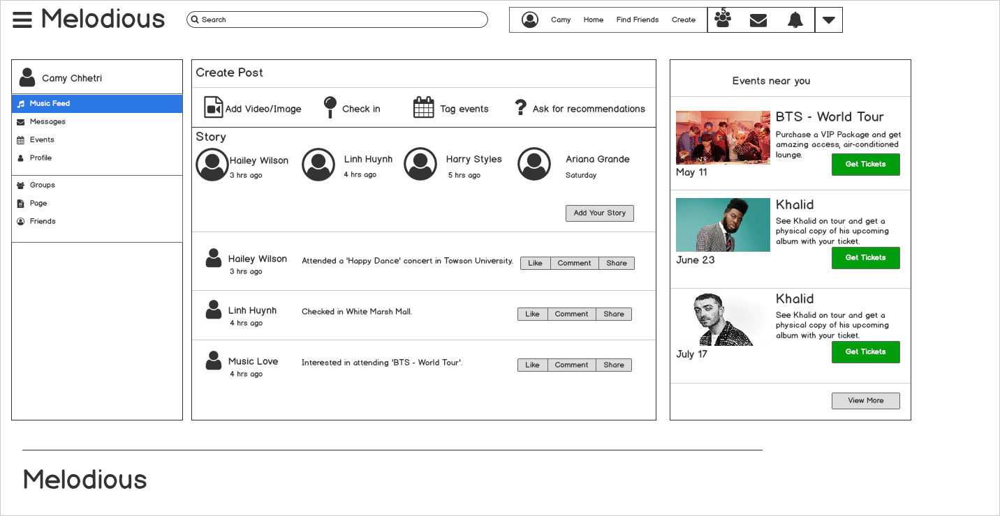 Melodious
Search
Camy Home Find Friends Create
5
Camy Chhetri
Music Feed
Messages
Events
Profile
Groups
Page
Friends
Create Post
Add Video/Image
Check in
Tag events
Ask for recommendations
Story
Hailey Wilson
3 hrs ago
Linh Huynh
4 hrs ago
Harry Styles
5 hrs ago
Ariana Grande
Saturday
Add Your Story
Hailey Wilson
3 hrs ago
Attended a 'Happy Dance' concert in Towson University.
Like Comment Share
Linh Huynh
4 hrs ago
Checked in White Marsh Mall.
Like Comment Share
Music Love
4 hrs ago
Interested in attending 'BTS - World Tour'.
Like Comment Share
Events near you
BTS - World Tour
Purchase a VIP Package and get
amazing access, air-conditioned
lounge.
Get Tickets
May 11
Khalid
See Khalid on tour and get a
physical copy of his upcoming
album with your ticket.
Get Tickets
June 23
Khalid
See Khalid on tour and get a
physical copy of his upcoming
album with your ticket.
Get Tickets
July 17
View More
Melodious